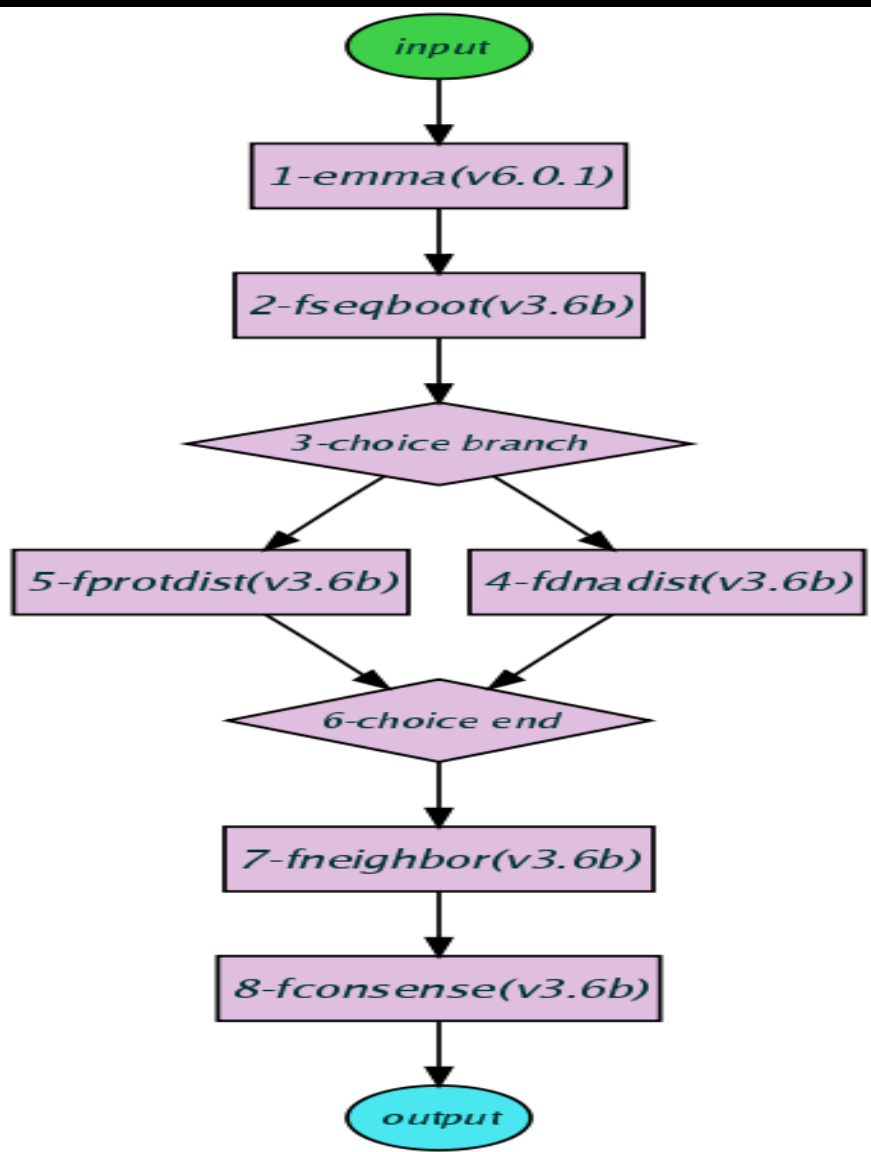 input
1-emma(v6.0.1)
2-fseqboot(v3.6b)
3-choice branch
5-fprotdist(v3.6b)
4-fdnadist(v3.6b)
6-choice end
7-fneighbor(v3.6b)
8-fconsense(v3.6b)
output